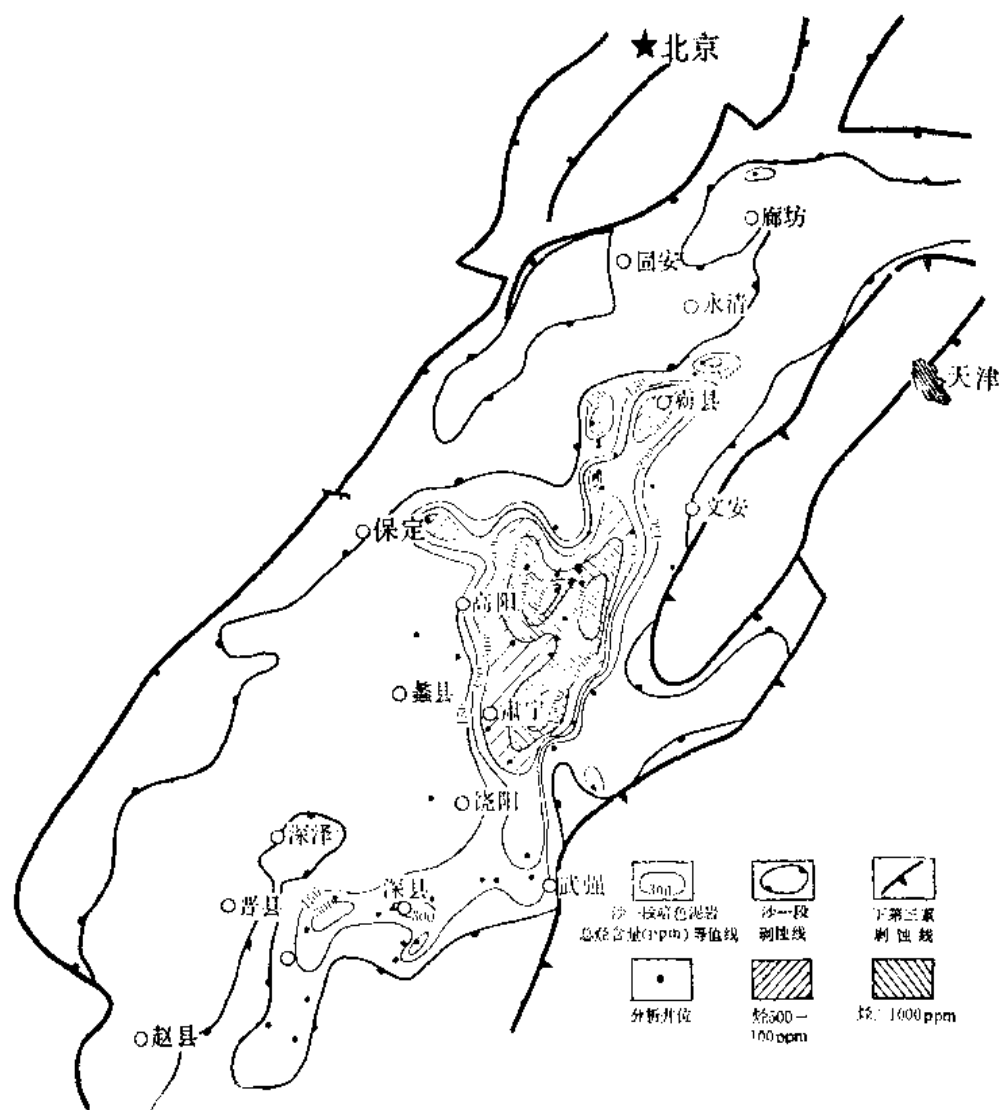 北京
廊坊
固安
永清
天津
霸县
文安
保定
高阳
蠡县
肃宁
饶阳
深泽
武强
深县
晋县
300
赵县
300
沙一段暗色泥岩
总烃含量(ppm)等值线
沙一段
剥蚀线
下第三系
剥蚀线
分析井位
烃500—
100ppm
1000ppm